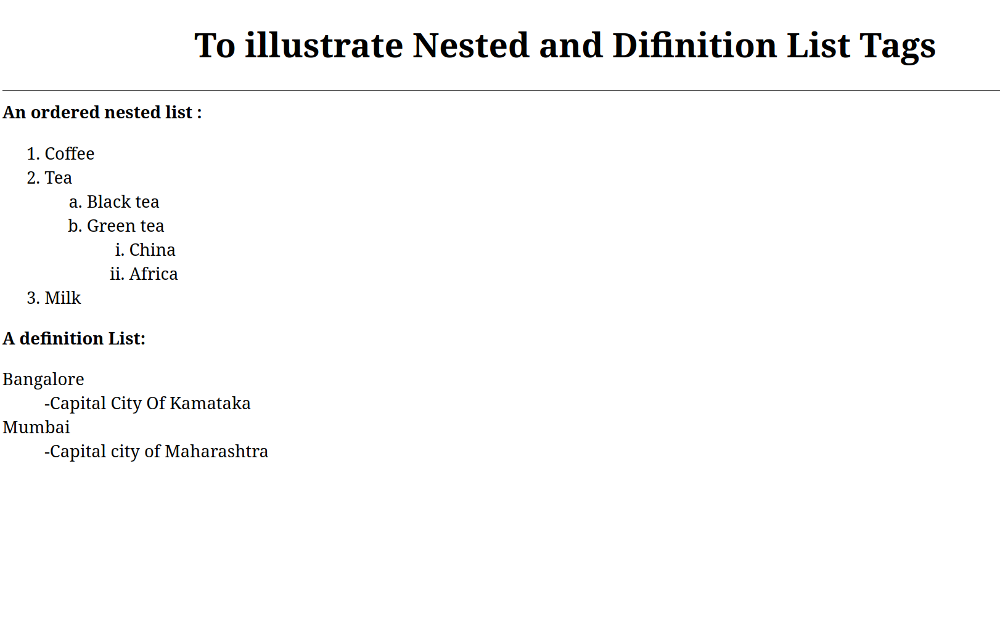 To illustrate Nested and Difinition List Tags
An ordered nested list :
1. Coffee
2. Tea
a. Black tea
b. Green tea
i. China
ii. Africa
3. Milk
A definition List:
Bangalore
-Capital City Of Kamataka
Mumbai
-Capital city of Maharashtra